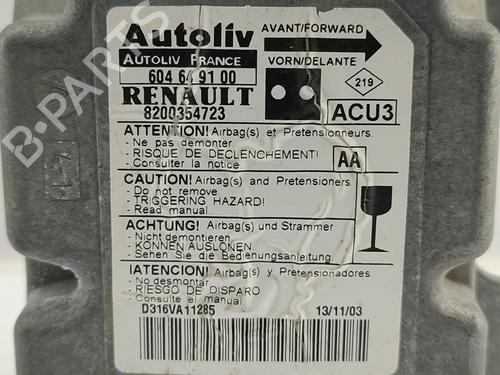 Autoliv
AVANT/FORWARD
AUTOLIV FRANCE
VORN/DELANTE
604 64 91 00
219
RENAULT
ACU3
8200354723
ATTENTION! Airbag(s) et Pretensionneurs
- Ne pas demonter.
- RISQUE DE DECLENCHEMENT!
- Consulter la notice
AA
CAUTION! Airbag(s) and Pretensioners
- Do not remove.
- TRIGGERING HAZARD!
- Read manual
ACHTUNG! Airbag(s) und Strammer
- Nicht demontieren.
- KONNEN AUSLONEN.
- Sehen Sie die Bedienungsanleitung.
!ATENCION! Airbag(s) y Pretensionadores.
- No desmontar
- RIESGO DE DISPARO.
- Consulte el manual
D316VA11285
13/11/03
B-PARTS